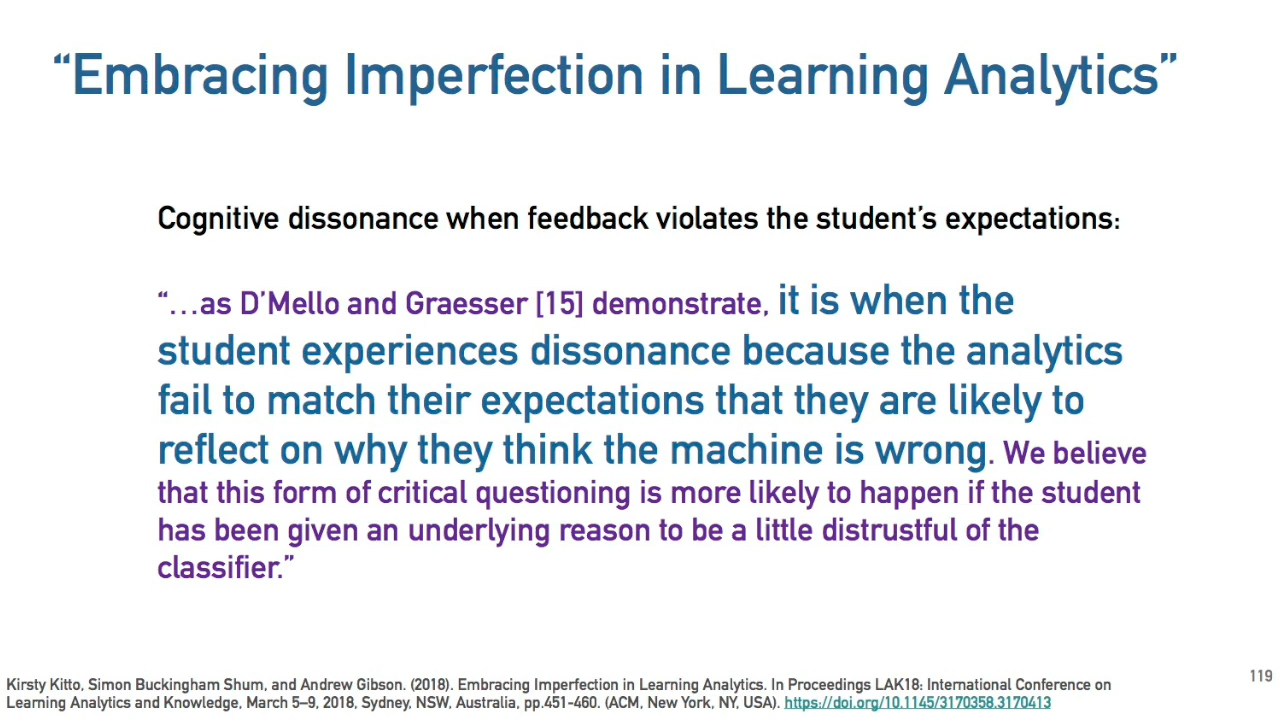 “Embracing Imperfection in Learning Analytics”
Cognitive dissonance when feedback violates the student’s expectations:
“…as D’Mello and Graesser [15] demonstrate, it is when the
student experiences dissonance because the analytics
fail to match their expectations that they are likely to
reflect on why they think the machine is wrong. We believe
that this form of critical questioning is more likely to happen if the student
has been given an underlying reason to be a little distrustful of the
classifier.”
Kirsty Kitto, Simon Buckingham Shum, and Andrew Gibson. (2018). Embracing Imperfection in Learning Analytics. In Proceedings LAK18: International Conference on
Learning Analytics and Knowledge, March 5–9, 2018, Sydney, NSW, Australia, pp.451-460. (ACM, New York, NY, USA). https://doi.org/10.1145/3170358.3170413
119